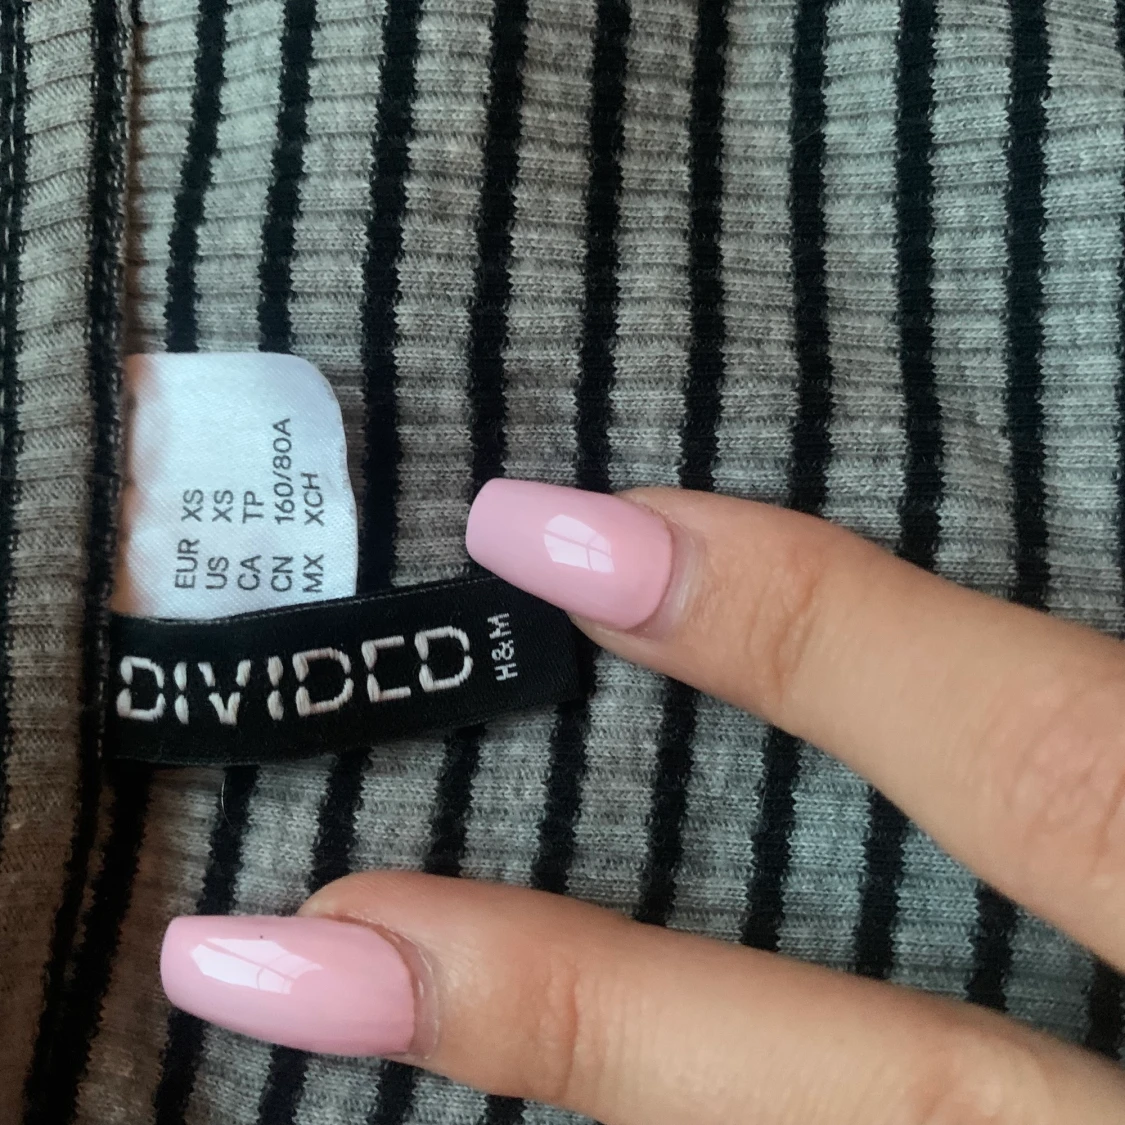 EUR XS
US XS
CA TP
CN 160/80A
MX XCH
DIVIDED
H&M